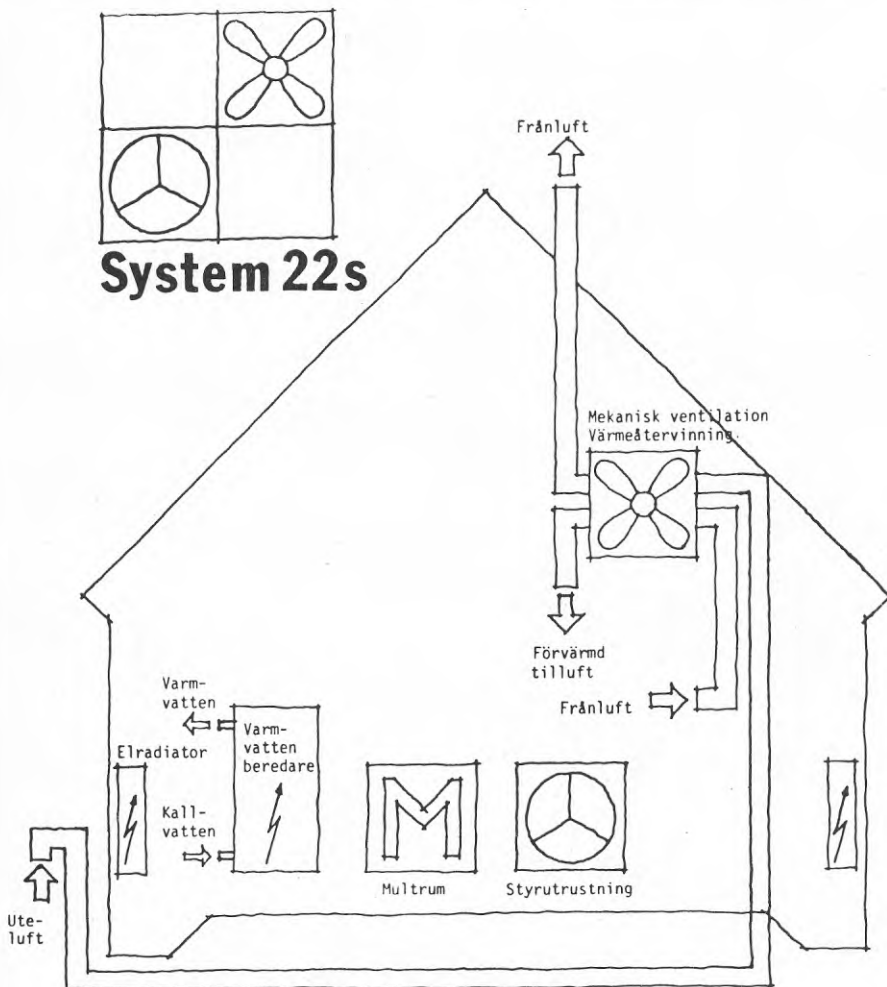 System 22s
Frånluft
Mekanisk ventilation
Värmeåtervinning.
Förvärmd
tilluft
Frånluft
Varm-
vatten
Varm-
vatten
beredare
Elradiator
Kall-
vatten
M
Multrum
Styrutrustning
Ute-
luft